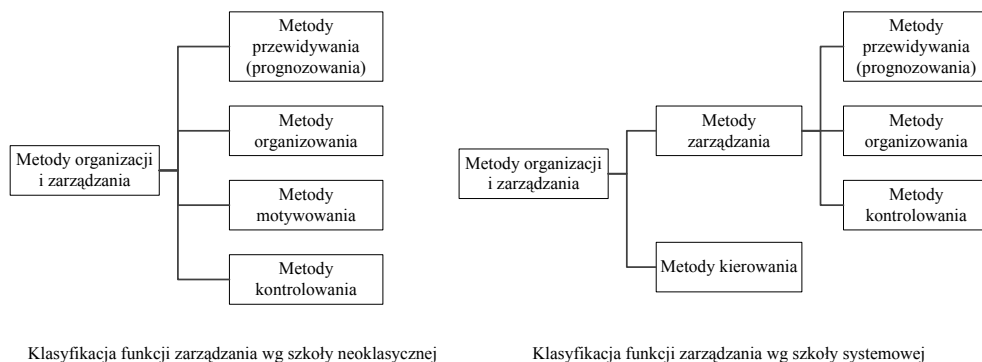 Metody
przewidywania
(prognozowania)
Metody
organizowania
Metody organizacji
i zarządzania
Metody
motywowania
Metody
kontrolowania
Klasyfikacja funkcji zarządzania wg szkoły neoklasycznej
Metody
przewidywania
(prognozowania)
Metody
zarządzania
Metody
organizowania
Metody organizacji
i zarządzania
Metody
kontrolowania
Metody kierowania
Klasyfikacja funkcji zarządzania wg szkoły systemowej